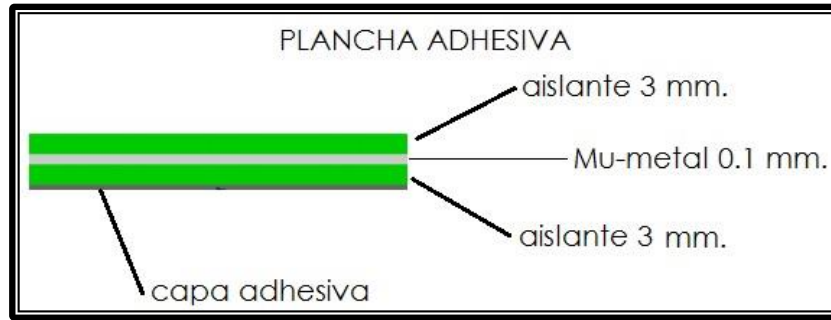 PLANCHA ADHESIVA
aislante 3 mm.
Mu-metal 0.1 mm.
aislante 3 mm.
capa adhesiva